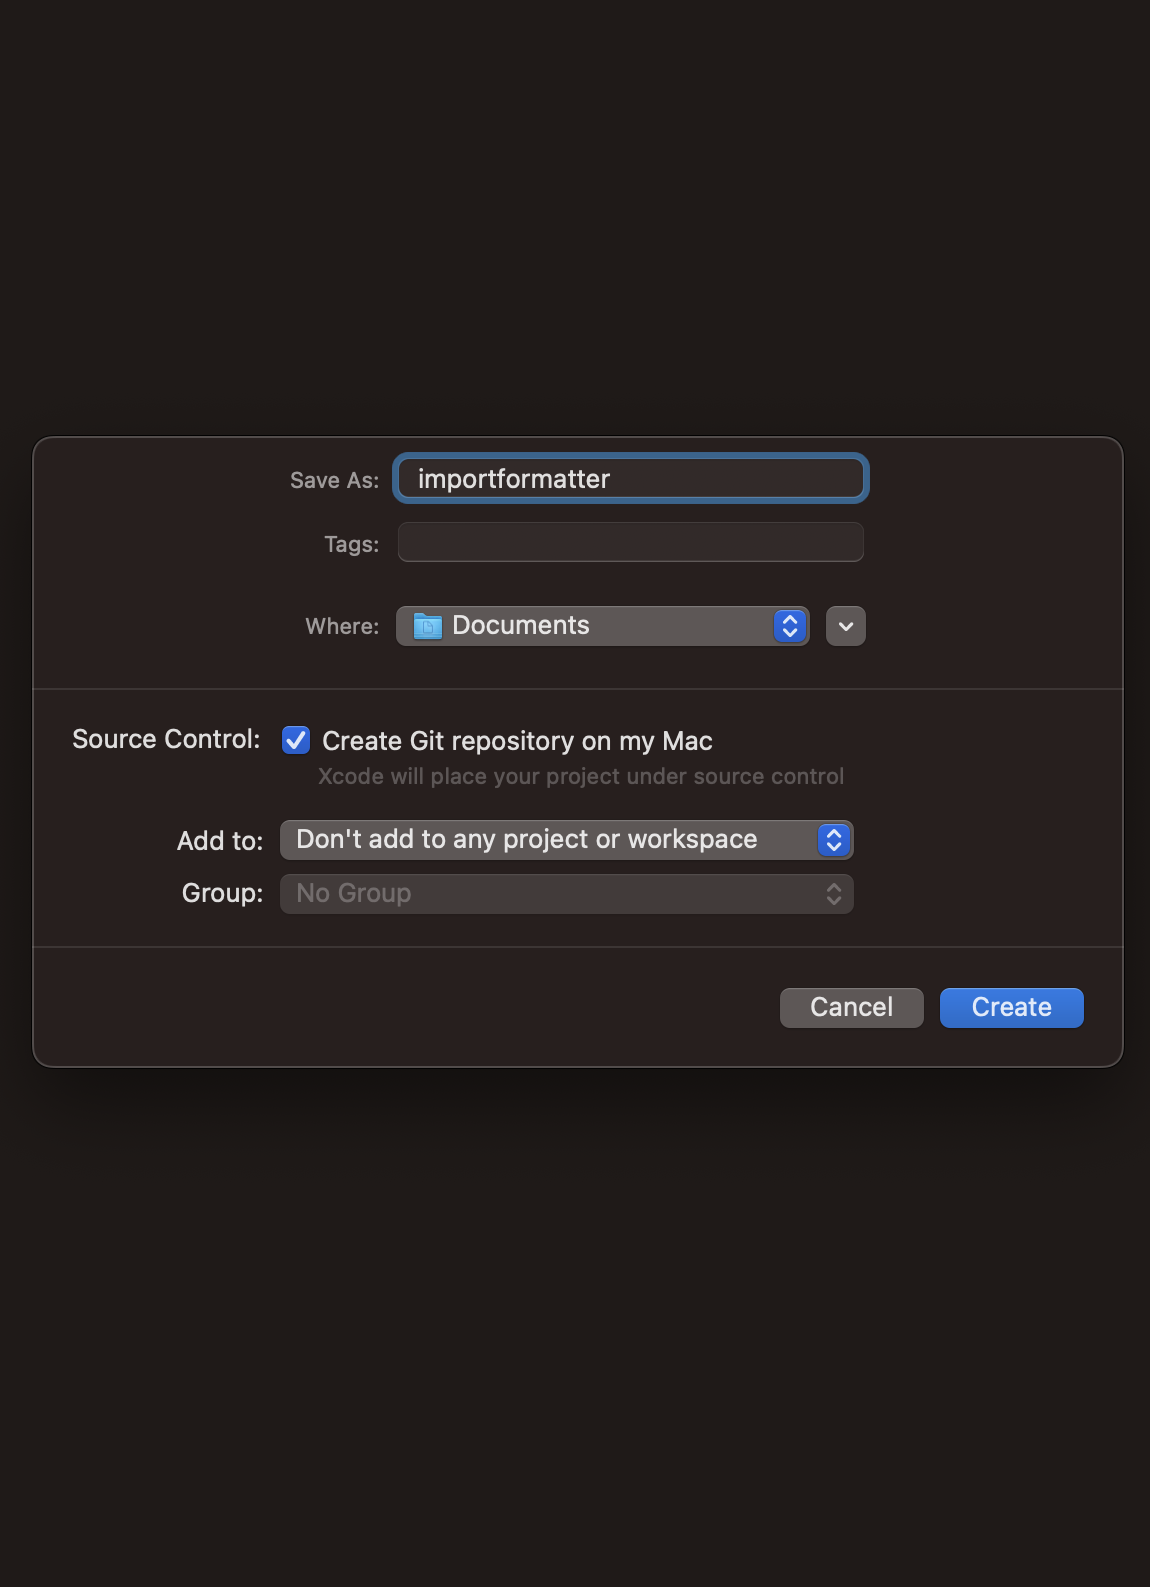 Save As: importformatter
Tags:
Where: Documents
Source Control: Create Git repository on my Mac
Xcode will place your project under source control
Add to: Don't add to any project or workspace
Group: No Group
Cancel Create